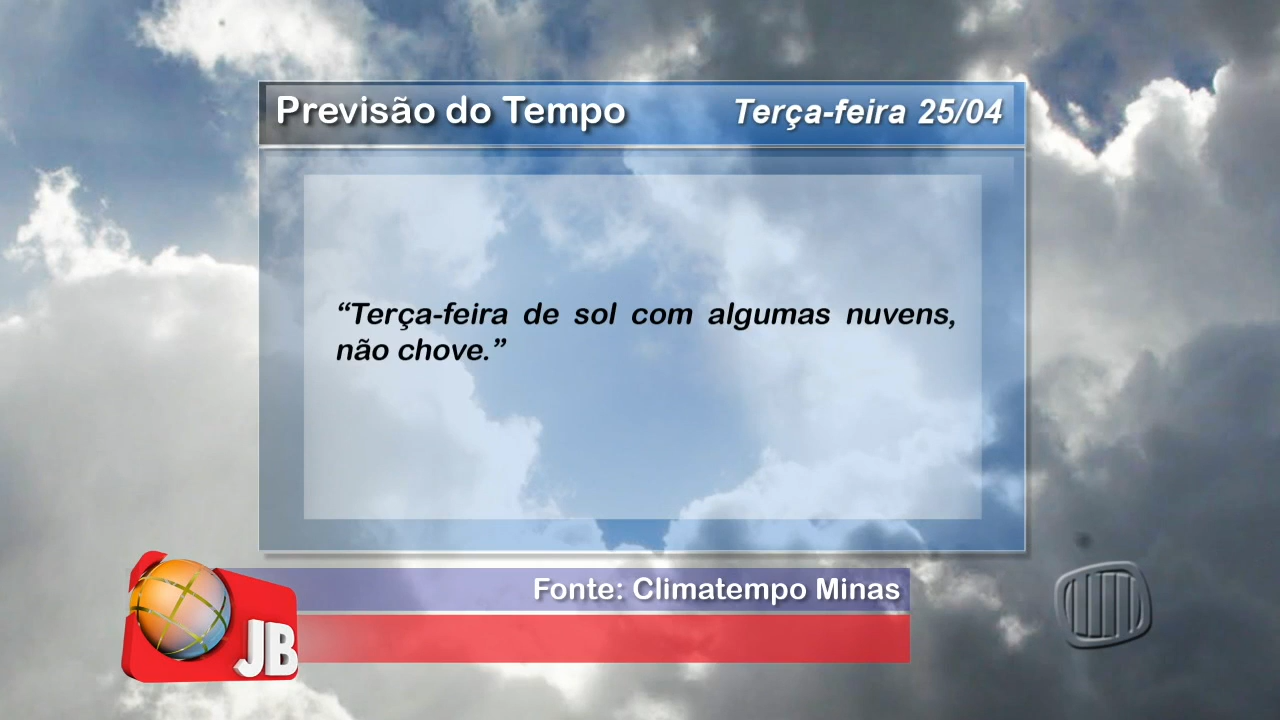 Previsão do Tempo
Terça-feira 25/04
“Terça-feira de sol com algumas nuvens,
não chove.”
Fonte: Climatempo Minas
JB